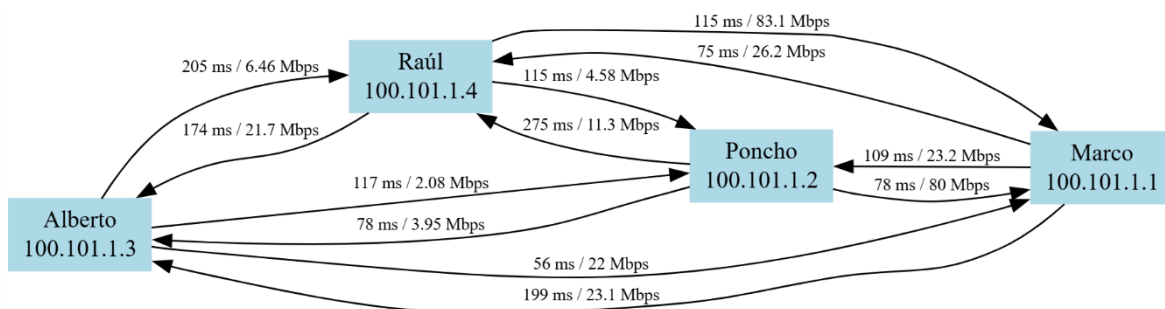 115 ms / 83.1 Mbps
75 ms / 26.2 Mbps
205 ms / 6.46 Mbps
Raúl
100.101.1.4
115 ms / 4.58 Mbps
174 ms / 21.7 Mbps
275 ms / 11.3 Mbps
Poncho
100.101.1.2
109 ms / 23.2 Mbps
Marco
100.101.1.1
117 ms / 2.08 Mbps
78 ms / 80 Mbps
Alberto
100.101.1.3
78 ms / 3.95 Mbps
56 ms / 22 Mbps
199 ms / 23.1 Mbps